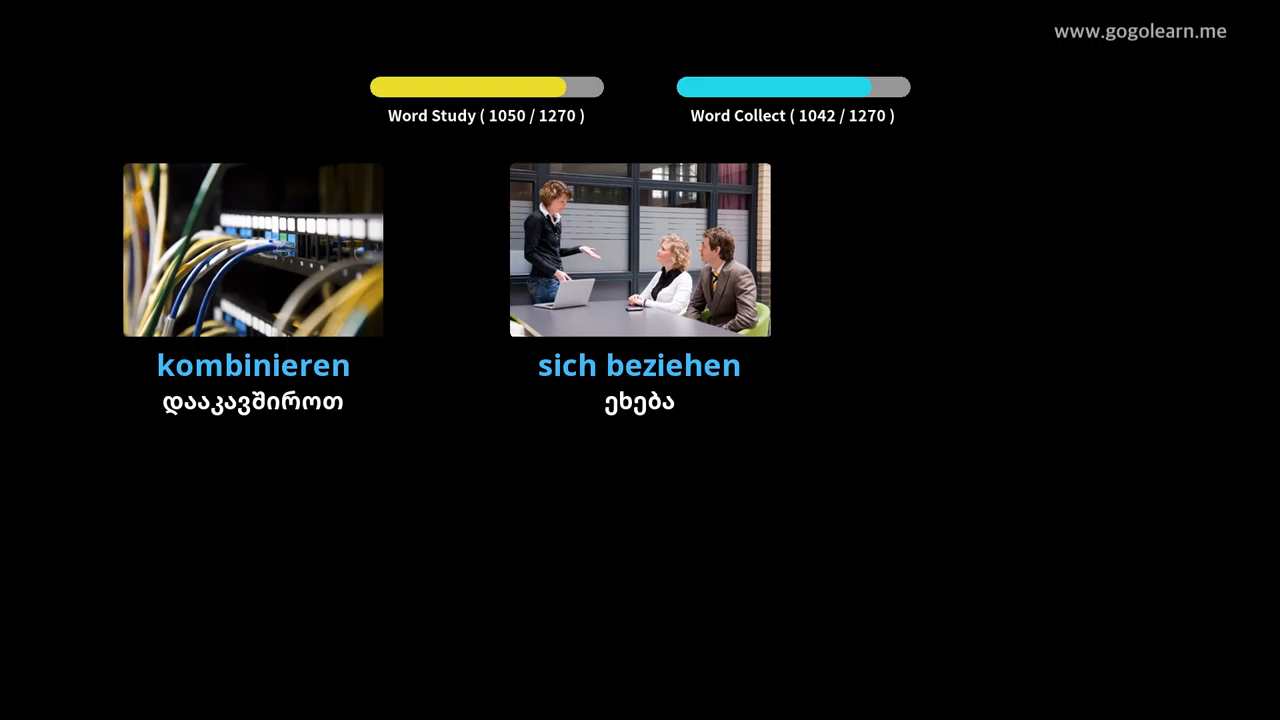 www.gogolearn.me
Word Study ( 1050 / 1270 )
Word Collect ( 1042 / 1270 )
kombinieren
დააკავშიროთ
sich beziehen
ეხება